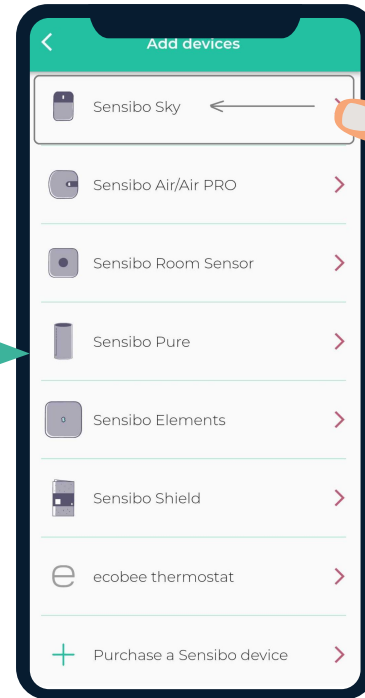 Add devices
Sensibo Sky
Sensibo Air/Air PRO
Sensibo Room Sensor
Sensibo Pure
Sensibo Elements
Sensibo Shield
ecobee thermostat
Purchase a Sensibo device